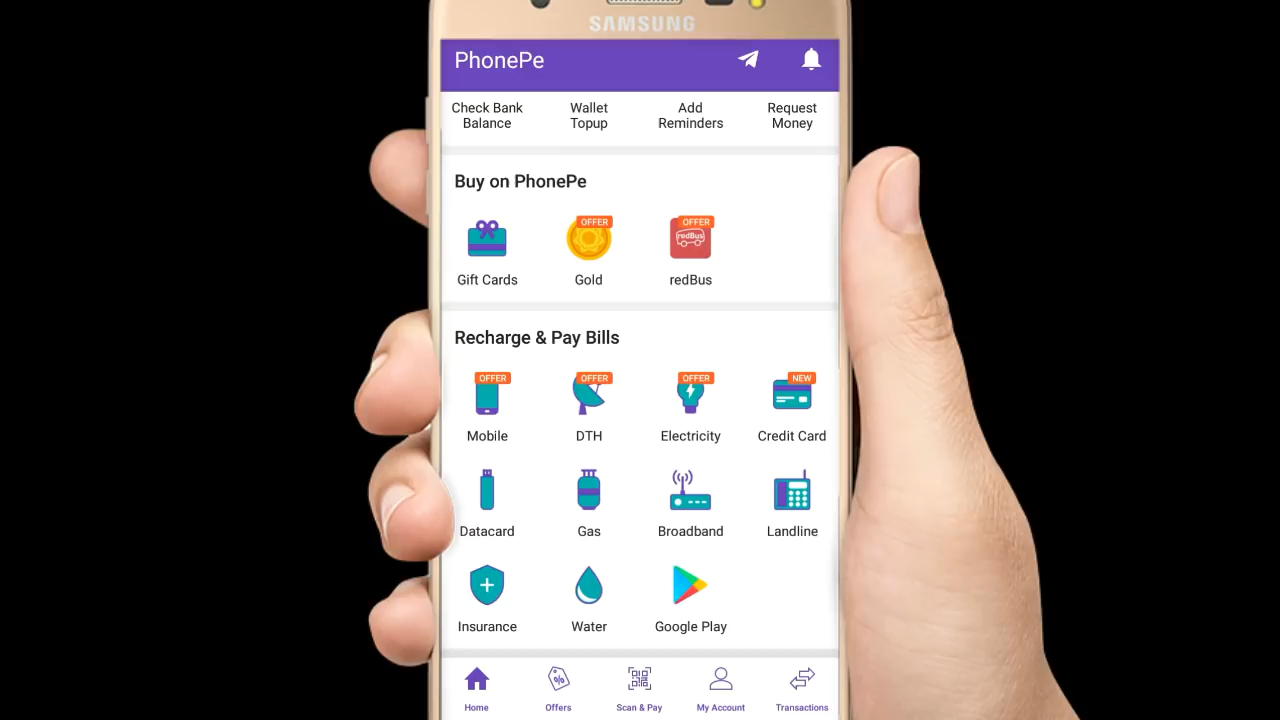 SAMSUNG
PhonePe
Check Bank Balance
Wallet Topup
Add Reminders
Request Money
Buy on PhonePe
OFFER
OFFER
redBus
Gift Cards
Gold
redBus
Recharge & Pay Bills
OFFER
OFFER
OFFER
NEW
Mobile
DTH
Electricity
Credit Card
Datacard
Gas
Broadband
Landline
Insurance
Water
Google Play
Home
Offers
Scan & Pay
My Account
Transactions